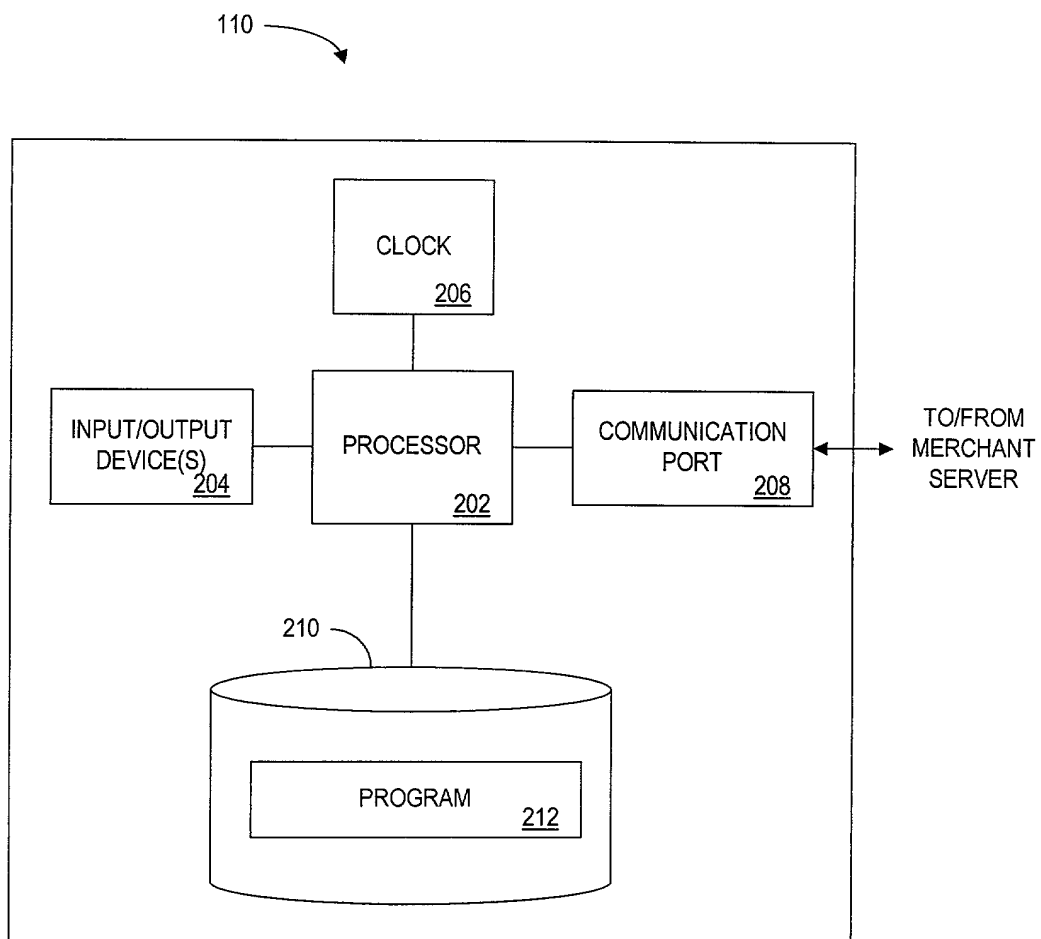 110
CLOCK
206
INPUT/OUTPUT
DEVICE(S)
204
PROCESSOR
202
COMMUNICATION
PORT
208
TO/FROM
MERCHANT
SERVER
210
PROGRAM
212